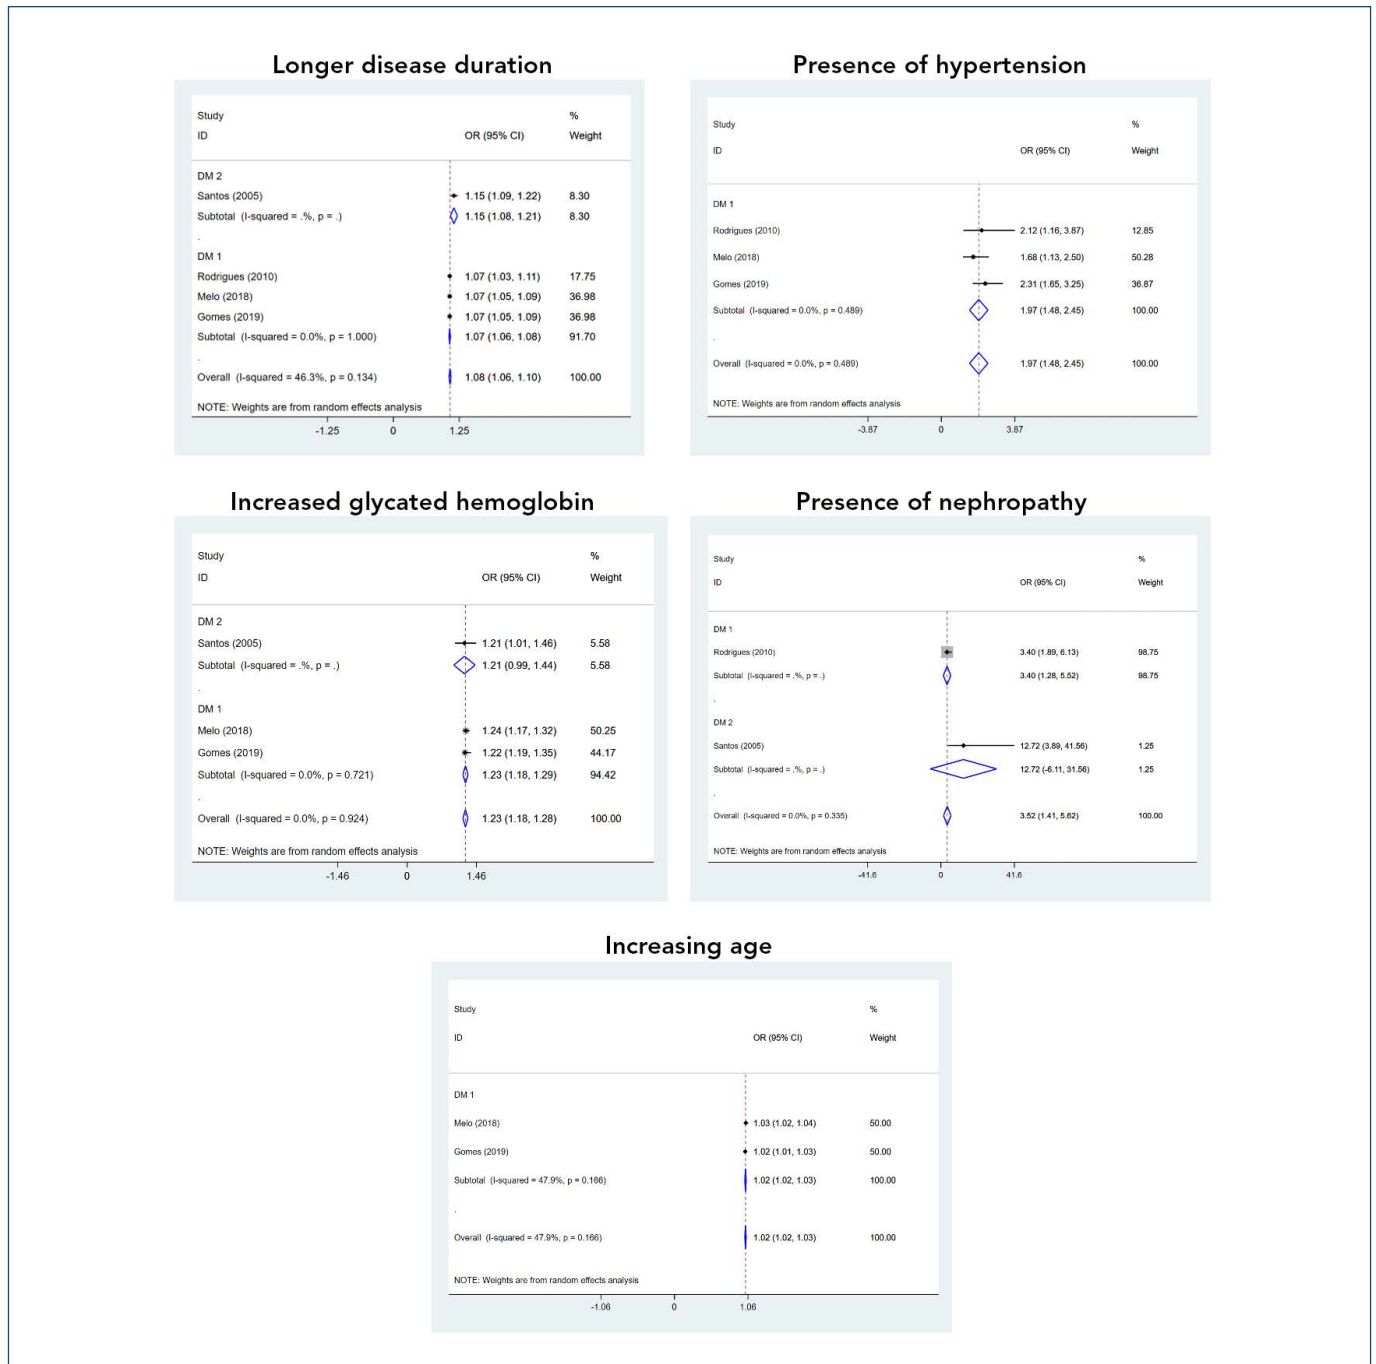 Longer disease duration
Study %
ID OR (95% CI) Weight
DM 2
Santos (2005) 1.15 (1.09, 1.22) 8.30
Subtotal (I-squared = .%, p = .) 1.15 (1.08, 1.21) 8.30
.
DM 1
Rodrigues (2010) 1.07 (1.03, 1.11) 17.75
Melo (2018) 1.07 (1.05, 1.09) 36.98
Gomes (2019) 1.07 (1.05, 1.09) 36.98
Subtotal (I-squared = 0.0%, p = 1.000) 1.07 (1.06, 1.08) 91.70
.
Overall (I-squared = 46.3%, p = 0.134) 1.08 (1.06, 1.10) 100.00
NOTE: Weights are from random effects analysis
-1.25 0 1.25
Presence of hypertension
Study %
ID OR (95% CI) Weight
DM 1
Rodrigues (2010) 2.12 (1.16, 3.87) 12.85
Melo (2018) 1.68 (1.13, 2.50) 50.28
Gomes (2019) 2.31 (1.65, 3.25) 36.87
Subtotal (I-squared = 0.0%, p = 0.489) 1.97 (1.48, 2.45) 100.00
.
Overall (I-squared = 0.0%, p = 0.489) 1.97 (1.48, 2.45) 100.00
NOTE: Weights are from random effects analysis
-3.87 0 3.87
Increased glycated hemoglobin
Study %
ID OR (95% CI) Weight
DM 2
Santos (2005) 1.21 (1.01, 1.46) 5.58
Subtotal (I-squared = .%, p = .) 1.21 (0.99, 1.44) 5.58
.
DM 1
Melo (2018) 1.24 (1.17, 1.32) 50.25
Gomes (2019) 1.22 (1.19, 1.35) 44.17
Subtotal (I-squared = 0.0%, p = 0.721) 1.23 (1.18, 1.29) 94.42
.
Overall (I-squared = 0.0%, p = 0.924) 1.23 (1.18, 1.28) 100.00
NOTE: Weights are from random effects analysis
-1.46 0 1.46
Presence of nephropathy
Study %
ID OR (95% CI) Weight
DM 1
Rodrigues (2010) 3.40 (1.89, 6.13) 98.75
Subtotal (I-squared = .%, p = .) 3.40 (1.28, 5.52) 98.75
.
DM 2
Santos (2005) 12.72 (3.89, 41.56) 1.25
Subtotal (I-squared = .%, p = .) 12.72 (-6.11, 31.56) 1.25
.
Overall (I-squared = 0.0%, p = 0.335) 3.52 (1.41, 5.62) 100.00
NOTE: Weights are from random effects analysis
-41.6 0 41.6
Increasing age
Study %
ID OR (95% CI) Weight
DM 1
Melo (2018) 1.03 (1.02, 1.04) 50.00
Gomes (2019) 1.02 (1.01, 1.03) 50.00
Subtotal (I-squared = 47.9%, p = 0.166) 1.02 (1.02, 1.03) 100.00
.
Overall (I-squared = 47.9%, p = 0.166) 1.02 (1.02, 1.03) 100.00
NOTE: Weights are from random effects analysis
-1.06 0 1.06